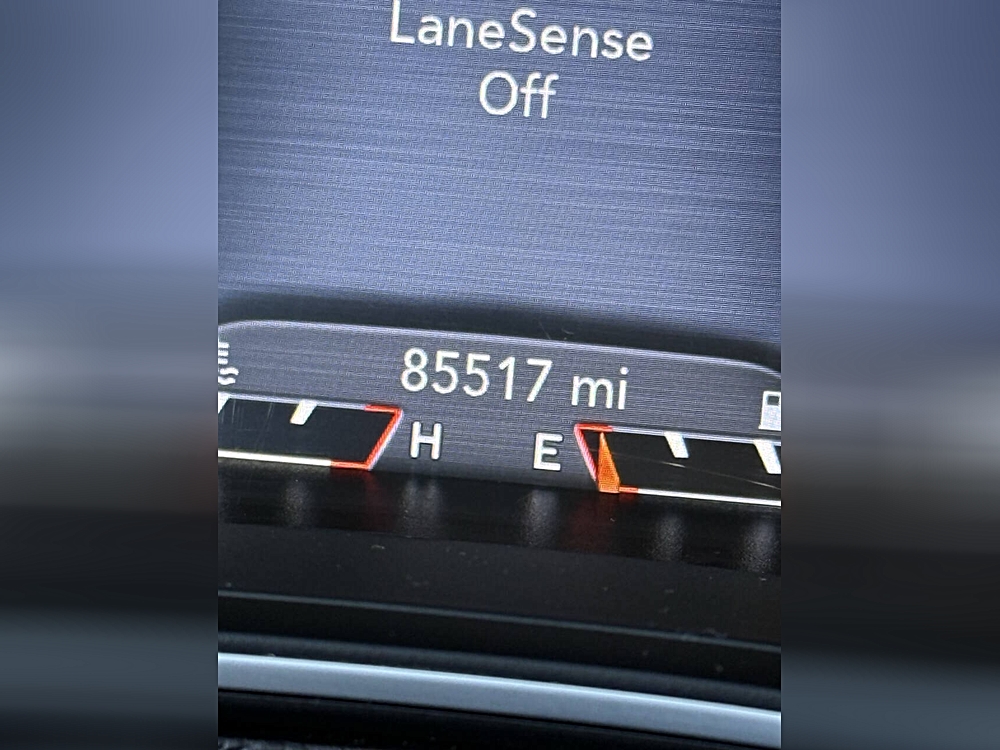 LaneSense
Off
85517 mi
H E